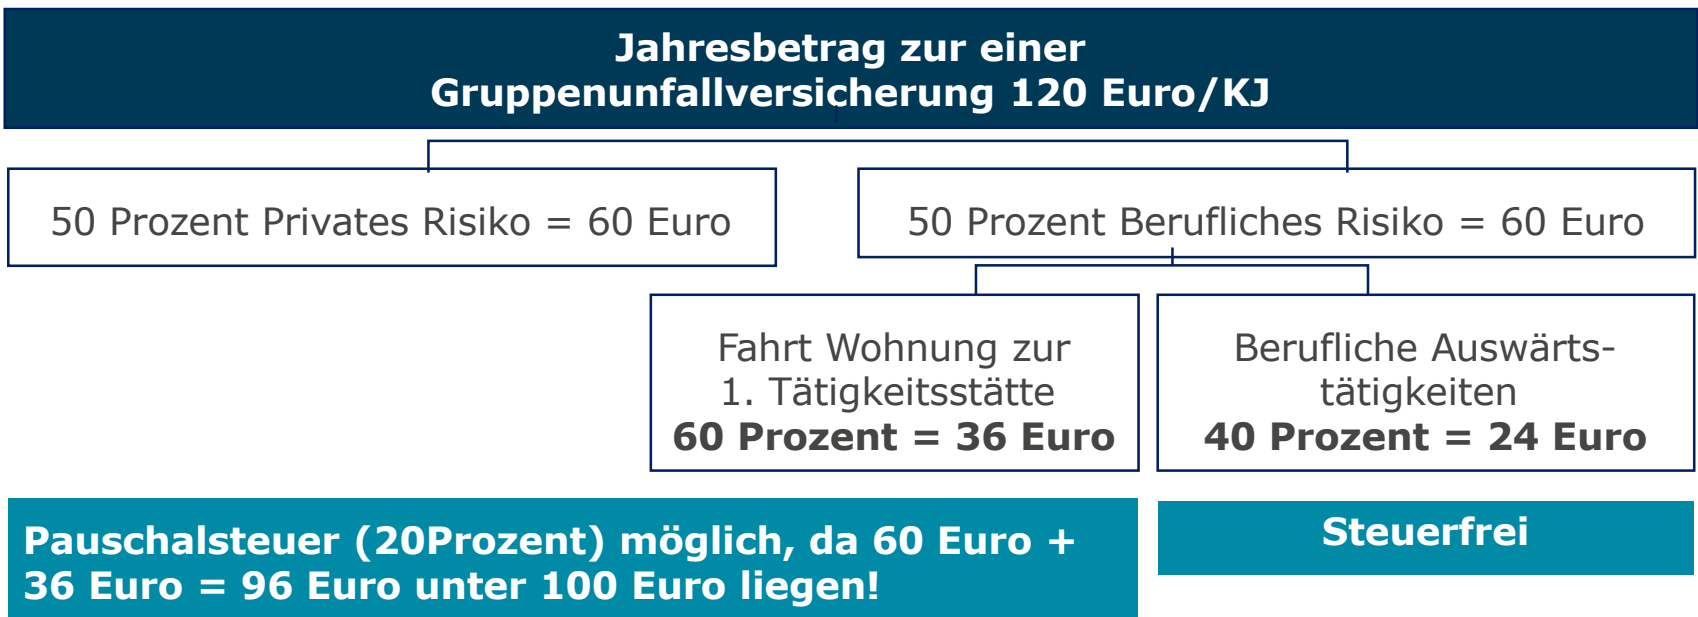 Jahresbetrag zur einer
Gruppenunfallversicherung 120 Euro/KJ
50 Prozent Privates Risiko = 60 Euro
50 Prozent Berufliches Risiko = 60 Euro
Fahrt Wohnung zur
1. Tätigkeitsstätte
60 Prozent = 36 Euro
Berufliche Auswärts-
tätigkeiten
40 Prozent = 24 Euro
Pauschalsteuer (20Prozent) möglich, da 60 Euro +
36 Euro = 96 Euro unter 100 Euro liegen!
Steuerfrei